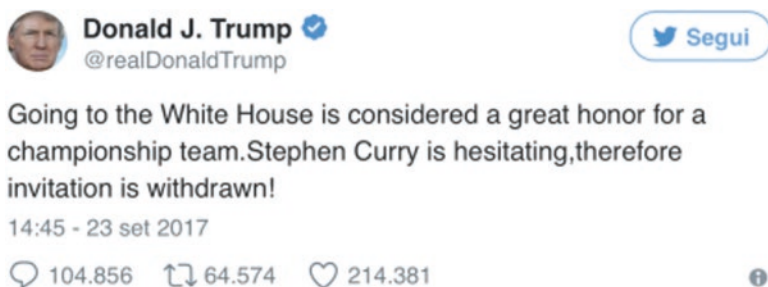 Donald J. Trump
@realDonaldTrump
Segui
Going to the White House is considered a great honor for a
championship team.Stephen Curry is hesitating,therefore
invitation is withdrawn!
14:45 - 23 set 2017
104.856 64.574 214.381